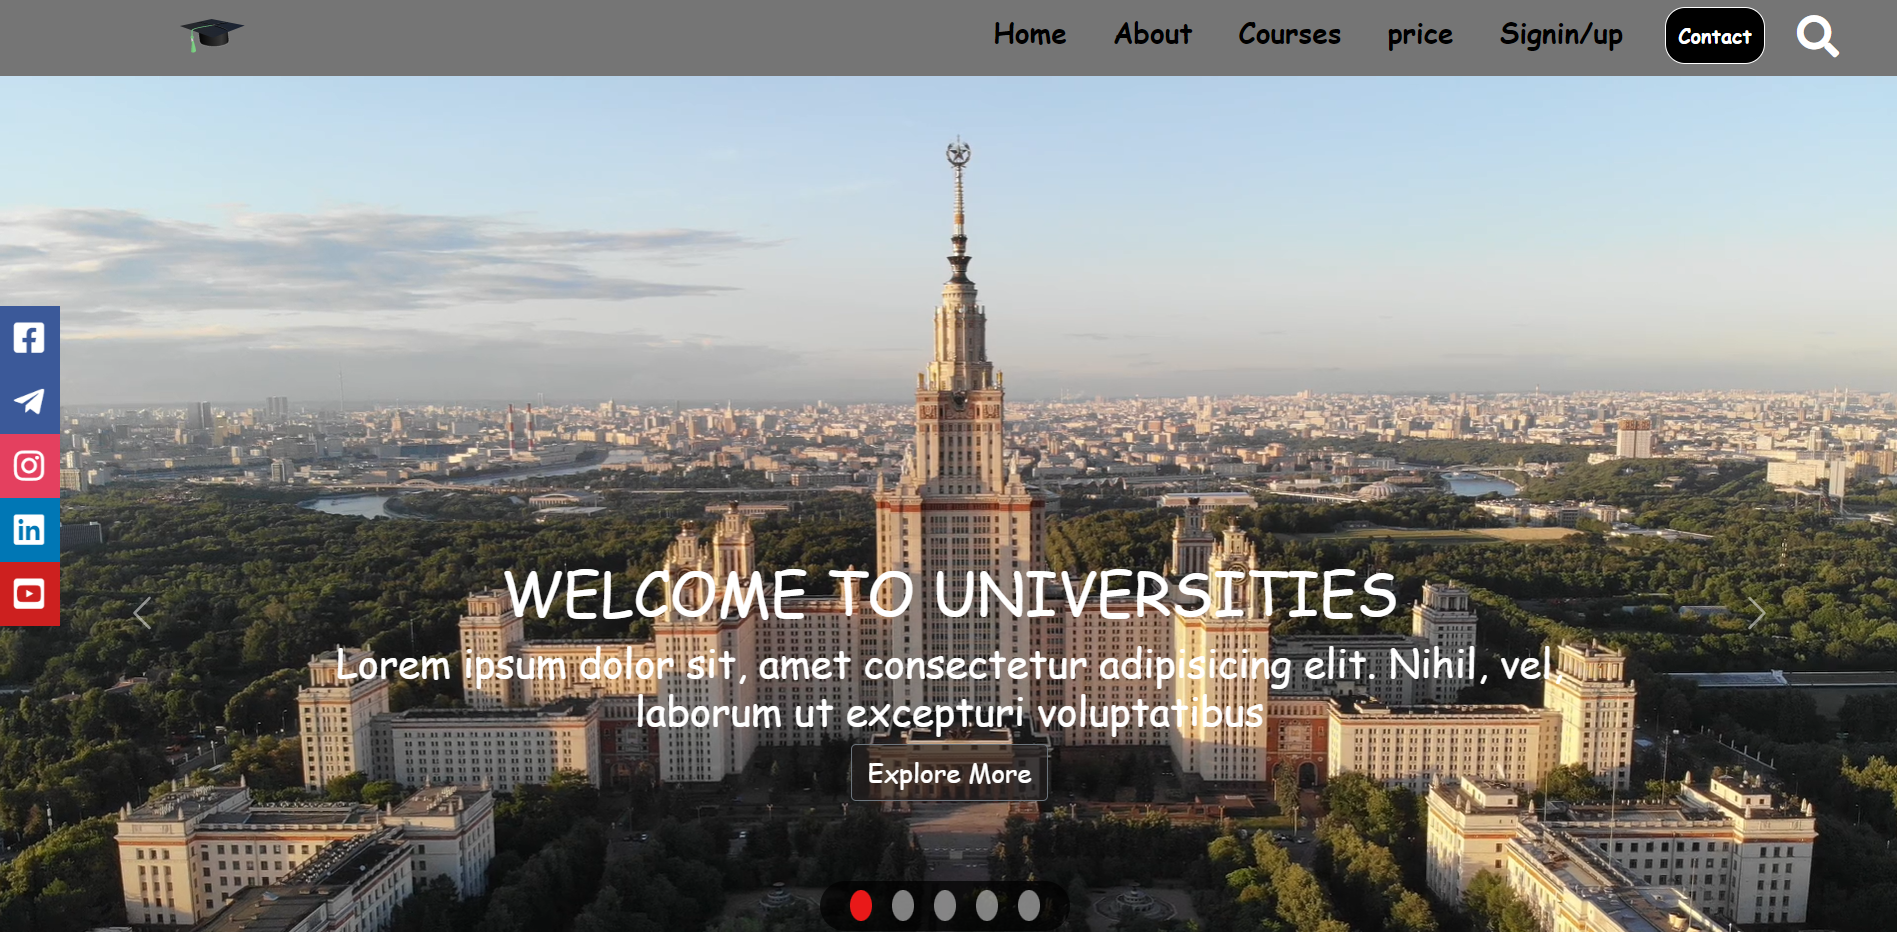 Home About Courses price Signin/up Contact
WELCOME TO UNIVERSITIES
Lorem ipsum dolor sit, amet consectetur adipisicing elit. Nihil, vel,
laborum ut excepturi voluptatibus
Explore More